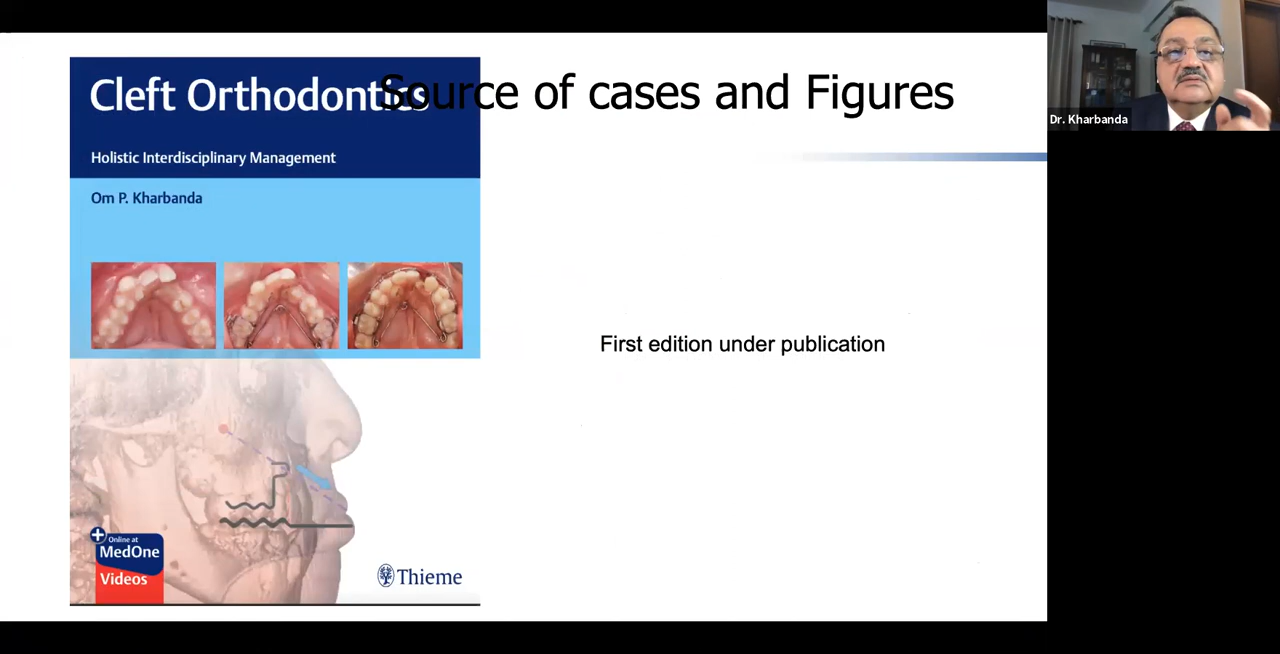 Source of cases and Figures
Cleft Orthodontics
Holistic Interdisciplinary Management
Om P. Kharbanda
First edition under publication
Online at
MedOne
Videos
Thieme
Dr. Kharbanda